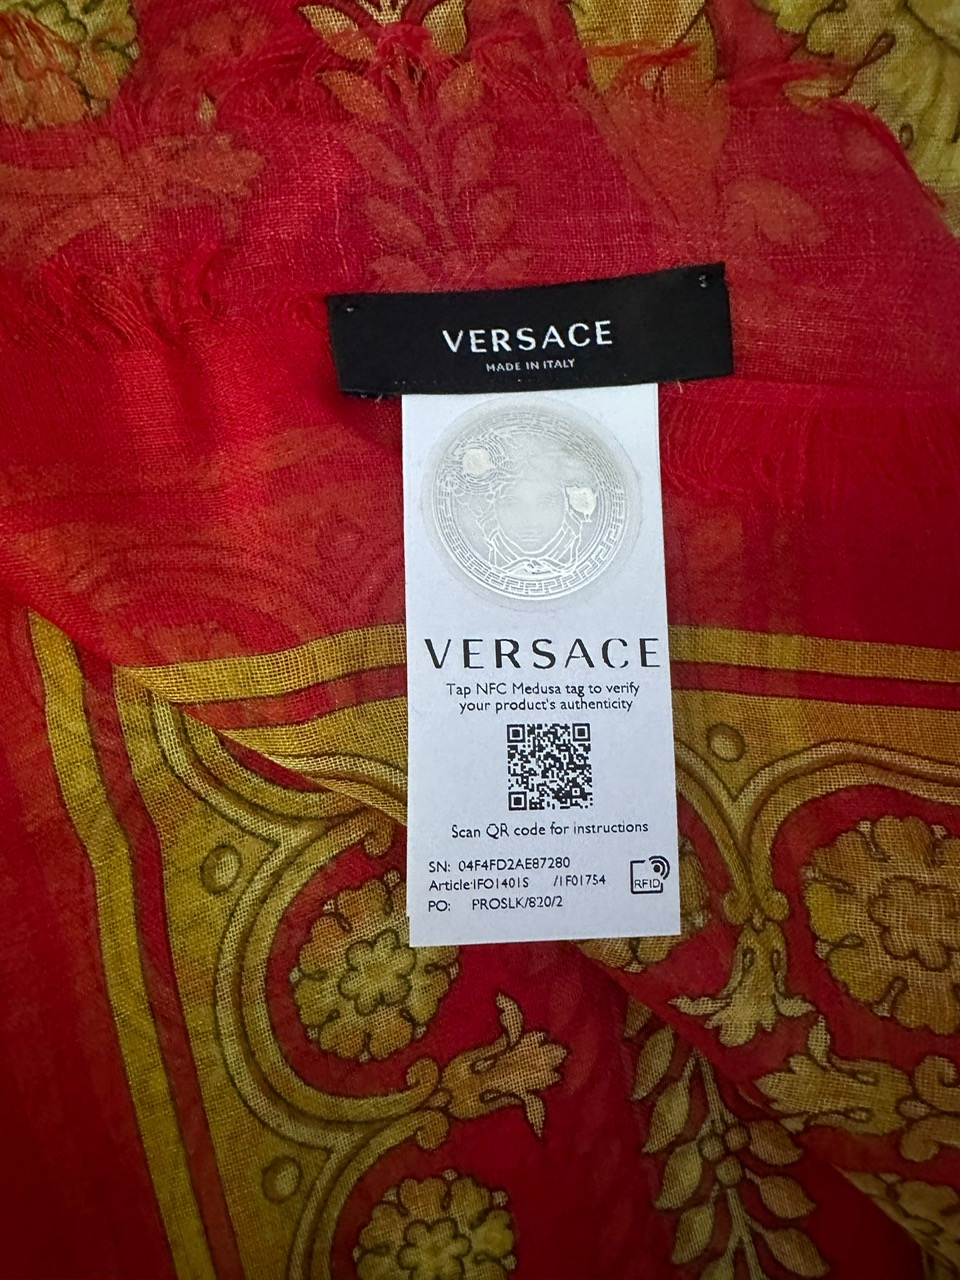 VERSACE
MADE IN ITALY
VERSACE
Tap NFC Medusa tag to verify
your product's authenticity
Scan QR code for instructions
SN: 04F4FD2AE87280
Article:IFO1401S /1F01754
PO: PROSLK/820/2
RFID